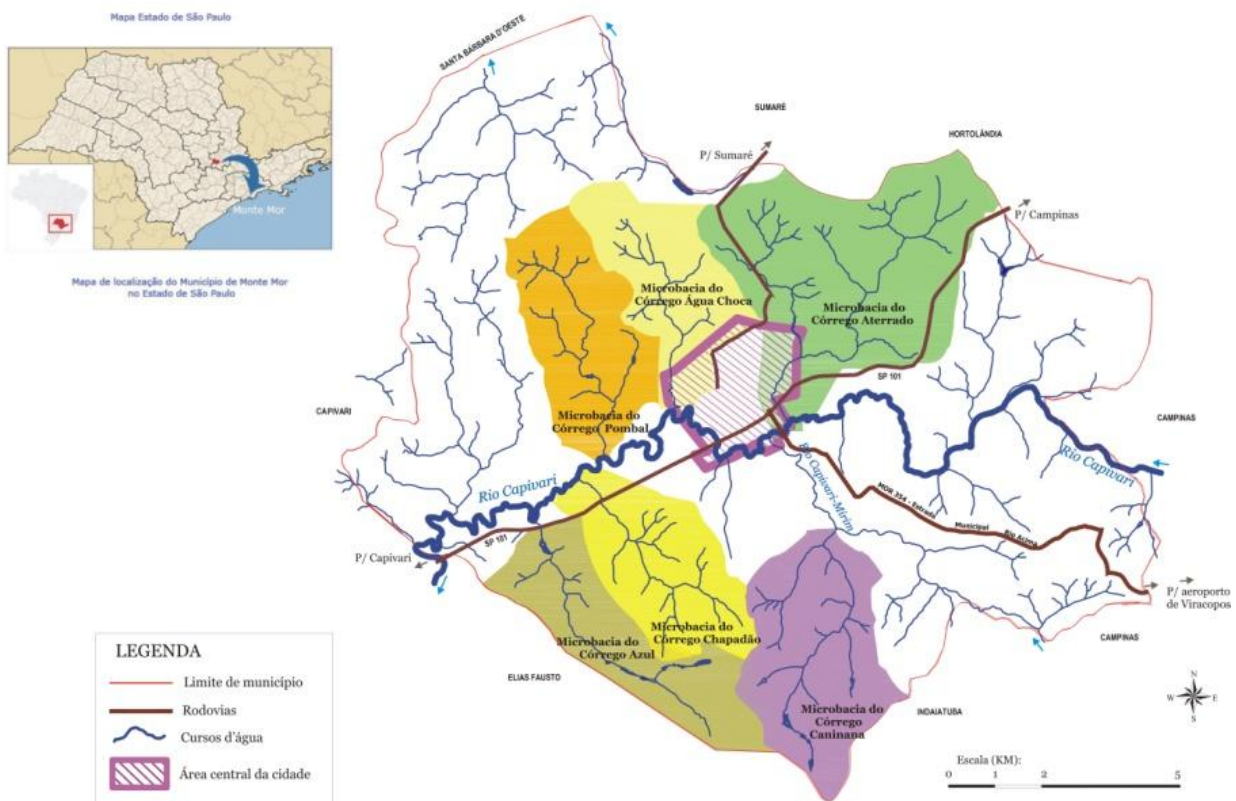 Mapa Estado de São Paulo
Monte Mor
Mapa de localização do Município de Monte Mor
no Estado de São Paulo
SANTA BÁRBARA D'OESTE
SUMARÉ
HORTOLÂNDIA
P/ Sumaré
P/ Campinas
Microbacia do
Córrego Água Choca
Microbacia do
Córrego Aterrado
SP 101
CAPIVARI
Microbacia do
Córrego Pombal
CAMPINAS
Rio Capivari
Rio Capivari
Rio Capivari-Mirim
MOR 354 - Estrada
Municipal
Rio Acima
SP 101
P/ Capivari
P/ aeroporto
de Viracopos
CAMPINAS
Microbacia do
Córrego Chapadão
Microbacia do
Córrego Azul
ELIAS FAUSTO
Microbacia do
Córrego
Caninana
INDAIATUBA
LEGENDA
Limite de município
Rodovias
Cursos d'água
Área central da cidade
N
W
E
S
Escala (KM):
0 1 2 5